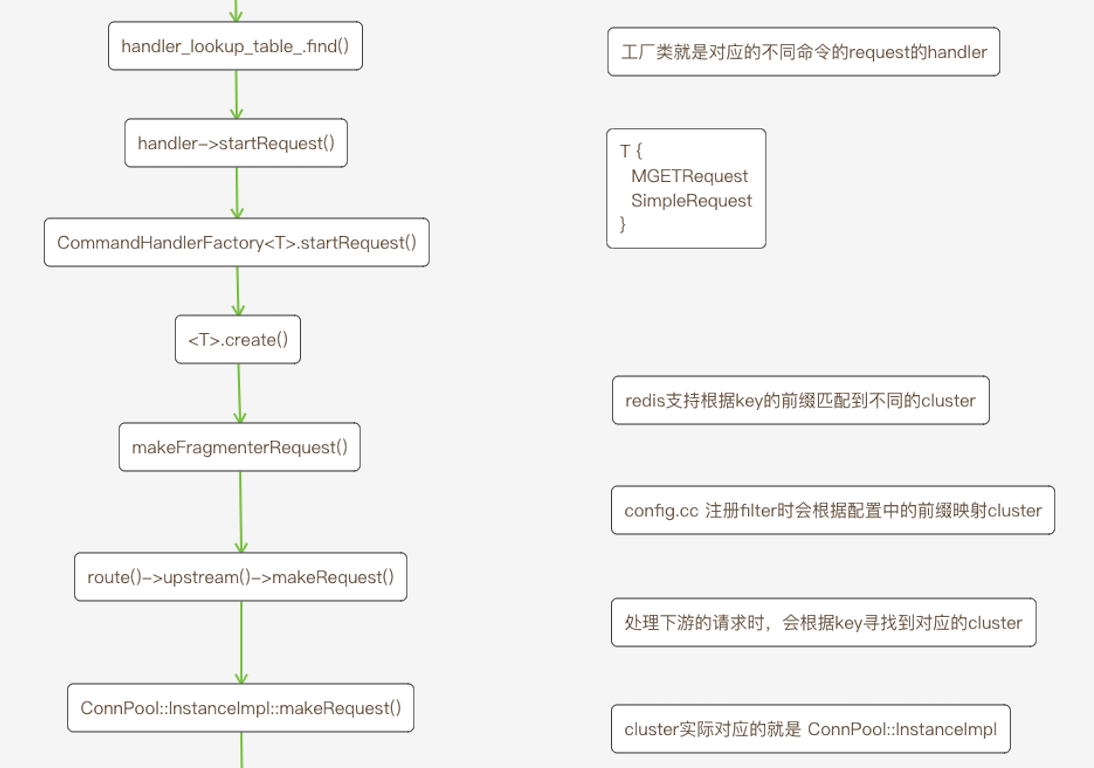 handler_lookup_table_.find()
handler->startRequest()
CommandHandlerFactory<T>.startRequest()
<T>.create()
makeFragmenterRequest()
route()->upstream()->makeRequest()
ConnPool::InstanceImpl::makeRequest()
工厂类就是对应的不同命令的request的handler
T {
MGETRequest
SimpleRequest
}
redis支持根据key的前缀匹配到不同的cluster
config.cc 注册filter时会根据配置中的前缀映射cluster
处理下游的请求时，会根据key寻找到对应的cluster
cluster实际对应的就是 ConnPool::InstanceImpl